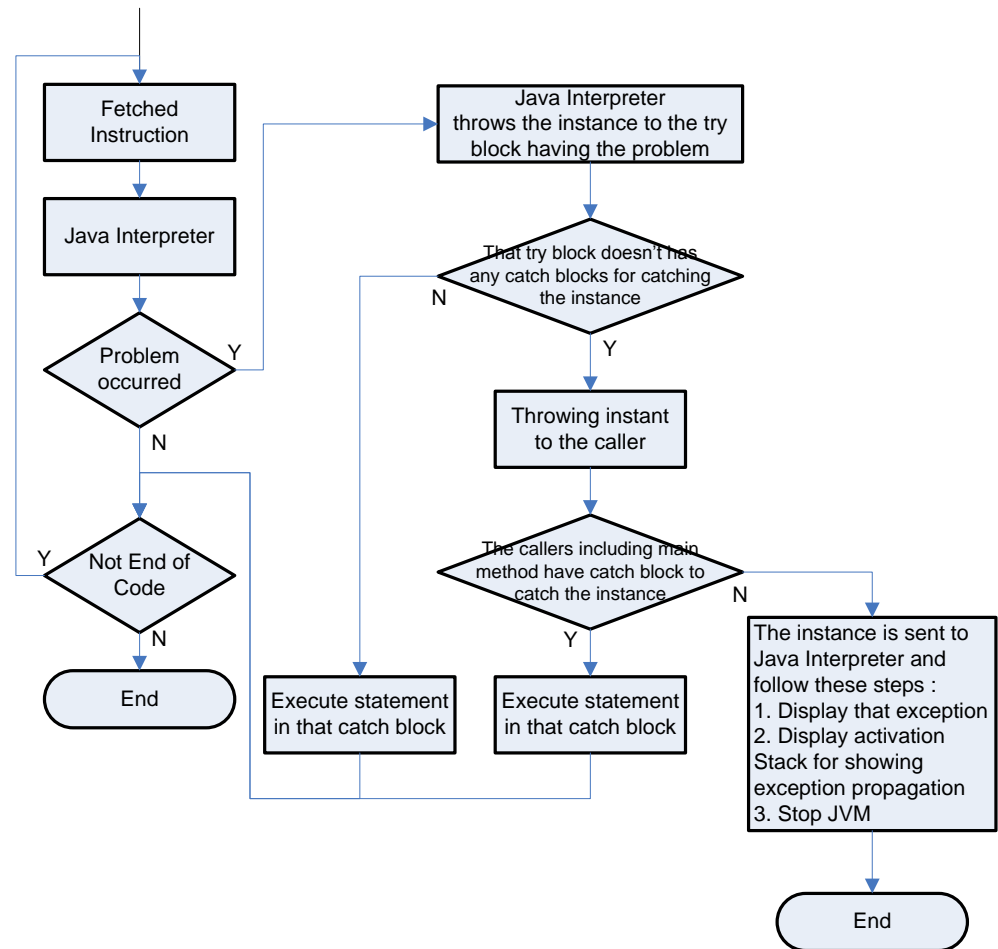 Fetched
Instruction
Java Interpreter
Problem
occurred
Y
N
Not End of
Code
Y
N
End
Java Interpreter
throws the instance to the try
block having the problem
That try block doesn't has
any catch blocks for catching
the instance
N
Y
Throwing instant
to the caller
The callers including main
method have catch block to
catch the instance
N
Y
Execute statement
in that catch block
Execute statement
in that catch block
The instance is sent to
Java Interpreter and
follow these steps :
1. Display that exception
2. Display activation
Stack for showing
exception propagation
3. Stop JVM
End